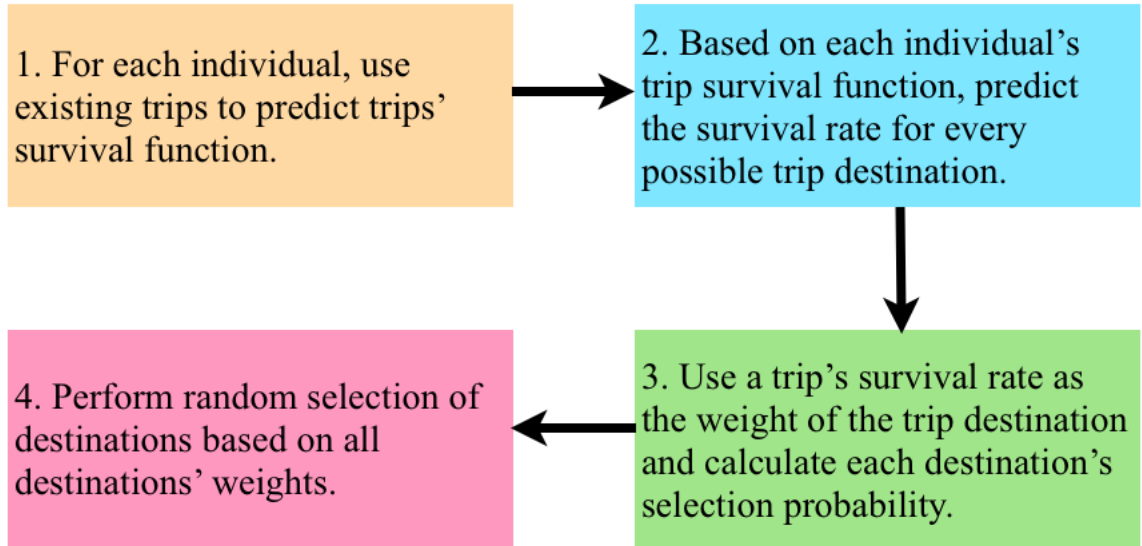 1. For each individual, use
existing trips to predict trips’
survival function.
2. Based on each individual’s
trip survival function, predict
the survival rate for every
possible trip destination.
3. Use a trip’s survival rate as
the weight of the trip destination
and calculate each destination’s
selection probability.
4. Perform random selection of
destinations based on all
destinations’ weights.